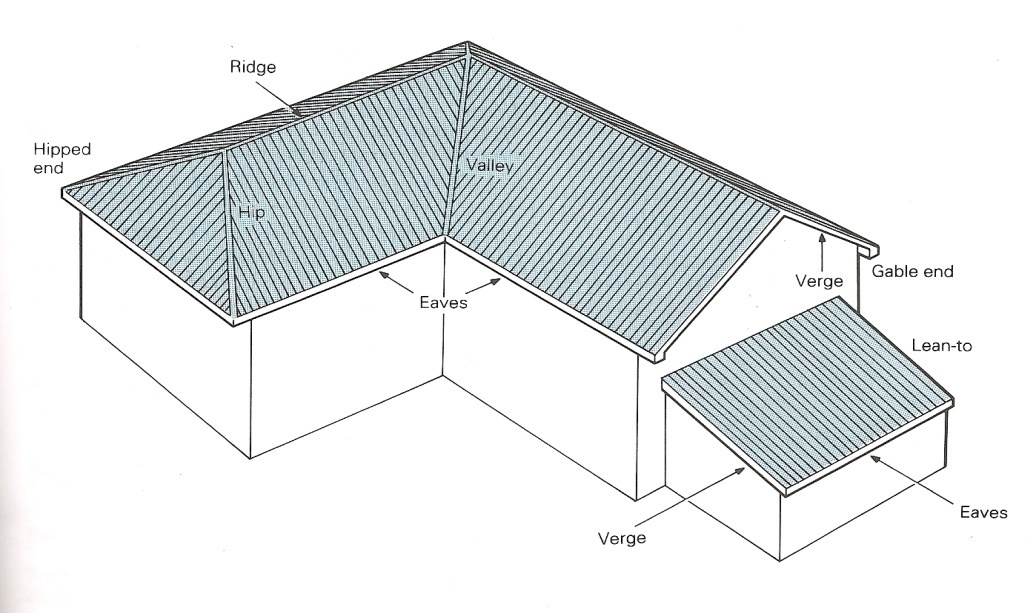 Ridge
Hipped
end
Valley
Hip
Gable end
Verge
Eaves
Lean-to
Eaves
Verge